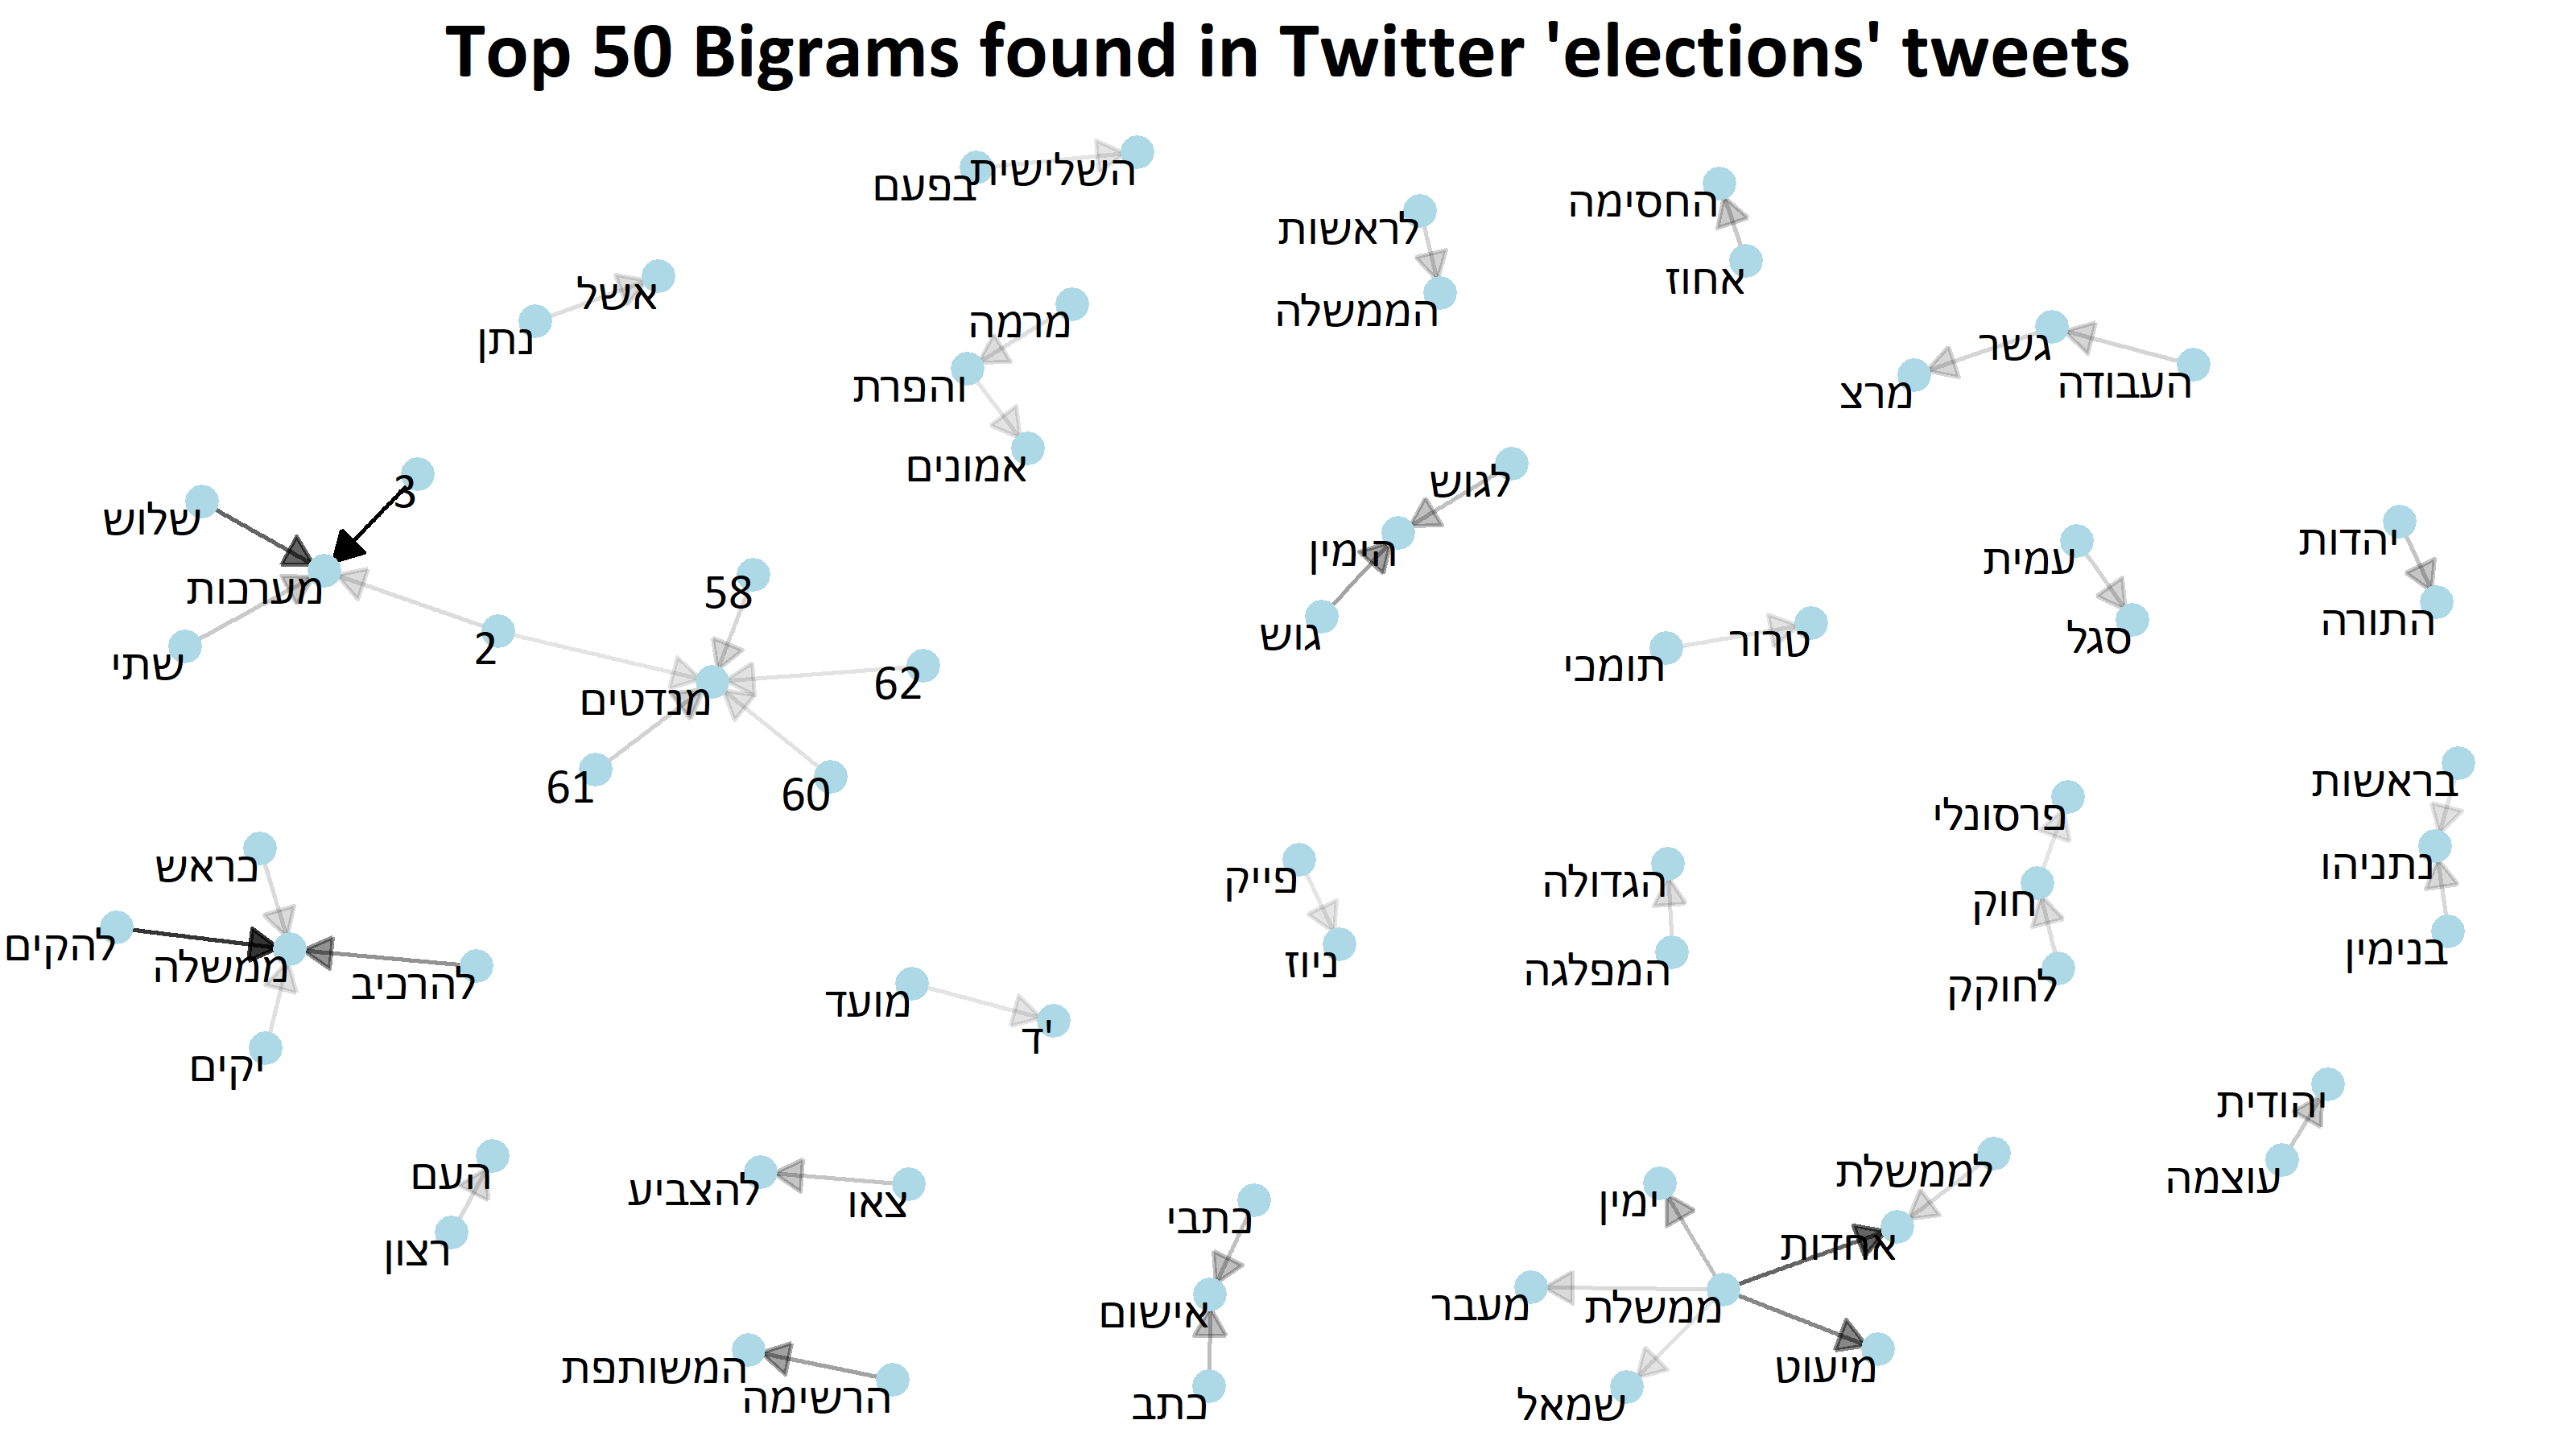 Top 50 Bigrams found in Twitter 'elections' tweets
השלישית
בפעם
לראשות
החסימה
אחוז
אשל
נתן
הממשלה
מרמה
גשר
העבודה
מרצ
והפרת
אמונים
לגוש
3
שלוש
הימין
יהדות
עמית
מערכות
58
התורה
שתי
2
גוש
טרור
סגל
תומכי
62
מנדטים
61
60
בראשות
פרסונלי
בראש
פייק
הגדולה
נתניהו
חוק
להקים
ממשלה
להרכיב
ניוז
המפלגה
בנימין
לחוקק
מועד
ד'
יקים
יהודית
העם
להצביע
צאו
לממשלת
עוצמה
רצון
כתבי
ימין
אחדות
אישום
מעבר
ממשלת
המשותפת
הרשימה
מיעוט
כתב
שמאל